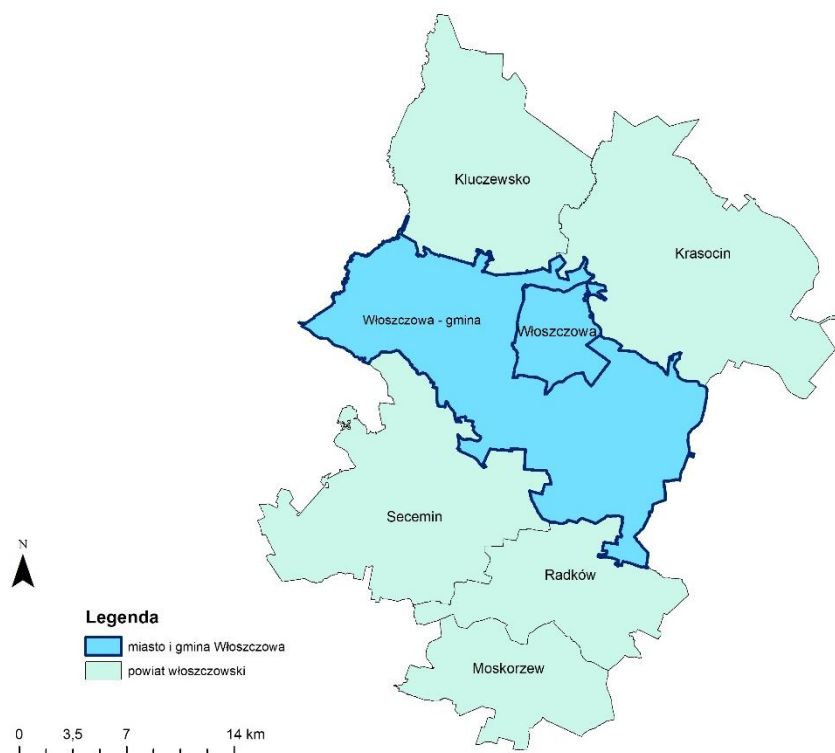 Kluczewsko
Krasocin
Włoszczowa - gmina
Włoszczowa
Secemin
Radków
Moskorzew
N
Legenda
miasto i gmina Włoszczowa
powiat włoszczowski
0 3,5 7 14 km